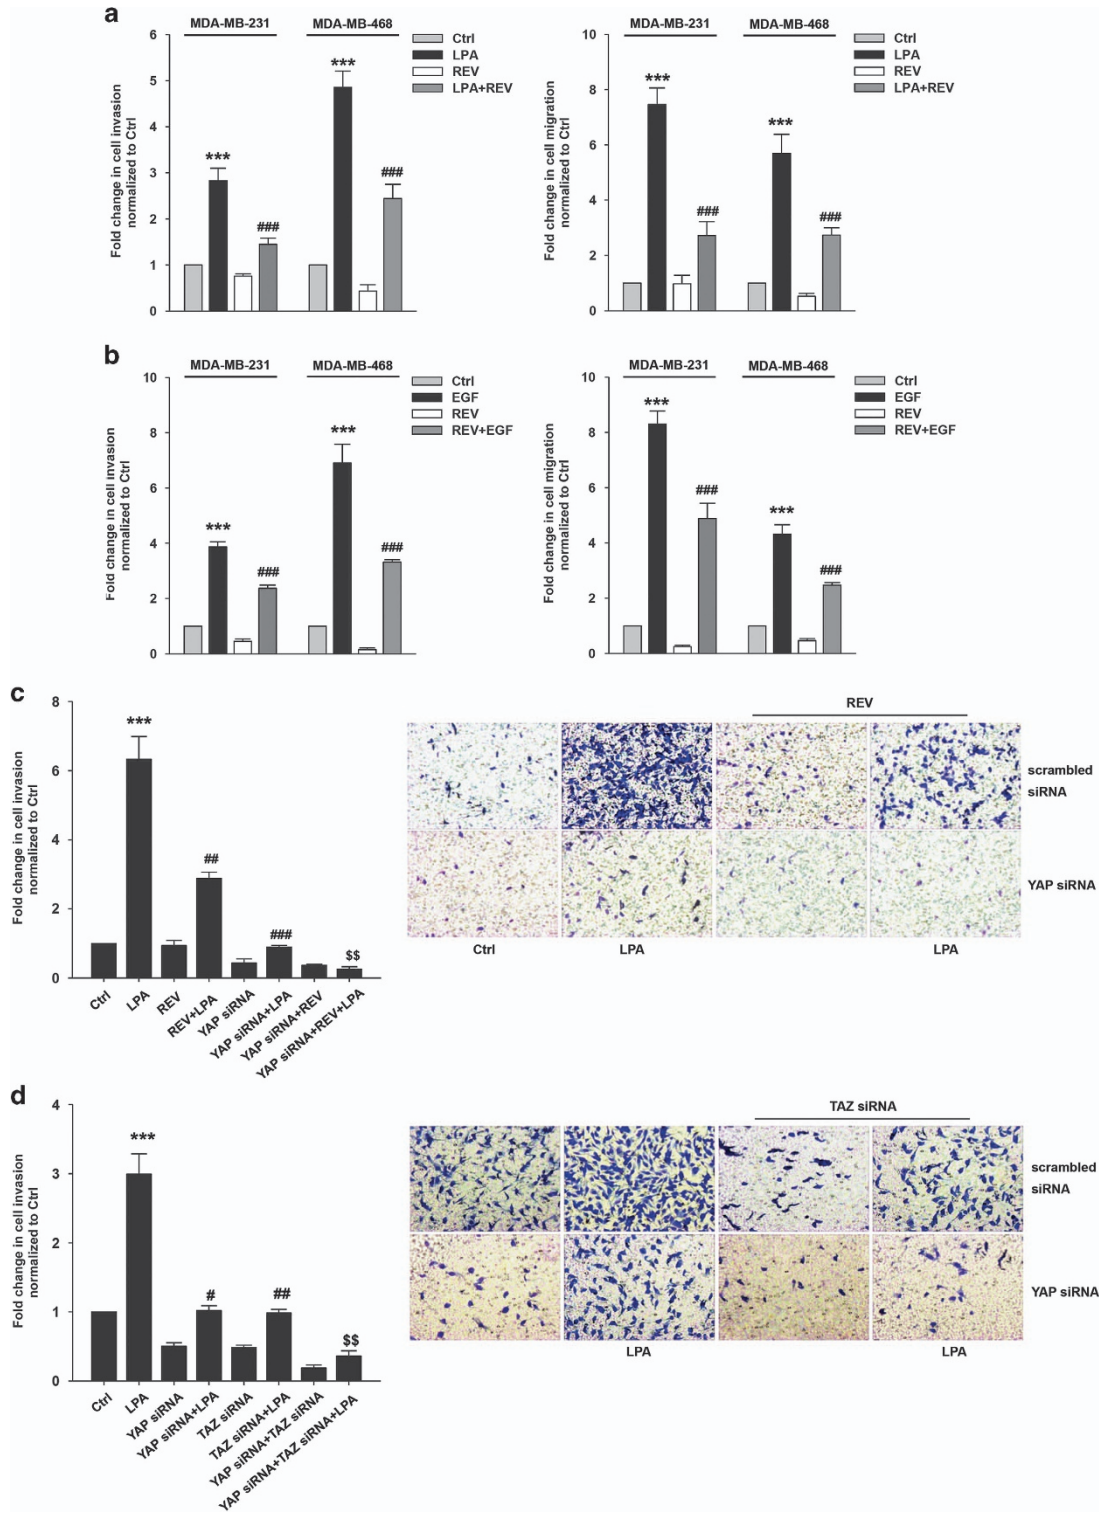 a
MDA-MB-231 MDA-MB-468
Ctrl
LPA
REV
LPA+REV
Fold change in cell invasion
normalized to Ctrl
6
5
4
3
2
1
0
*** ### *** ###
MDA-MB-231 MDA-MB-468
Ctrl
LPA
REV
LPA+REV
Fold change in cell migration
normalized to Ctrl
10
8
6
4
2
0
*** ### *** ###
b
MDA-MB-231 MDA-MB-468
Ctrl
EGF
REV
REV+EGF
Fold change in cell invasion
normalized to Ctrl
10
8
6
4
2
0
*** ### *** ###
MDA-MB-231 MDA-MB-468
Ctrl
EGF
REV
REV+EGF
Fold change in cell migration
normalized to Ctrl
10
8
6
4
2
0
*** ### *** ###
c
Fold change in cell invasion
normalized to Ctrl
8
6
4
2
0
*** ## ### $$
Ctrl
LPA
REV
REV+LPA
YAP siRNA
YAP siRNA+LPA
YAP siRNA+REV
YAP siRNA+REV+LPA
REV
scrambled
siRNA
YAP siRNA
Ctrl LPA LPA
d
Fold change in cell invasion
normalized to Ctrl
4
3
2
1
0
*** # ## $$
Ctrl
LPA
YAP siRNA
YAP siRNA+LPA
TAZ siRNA
TAZ siRNA+LPA
YAP siRNA+TAZ siRNA
YAP siRNA+TAZ siRNA+LPA
TAZ siRNA
scrambled
siRNA
YAP siRNA
LPA LPA